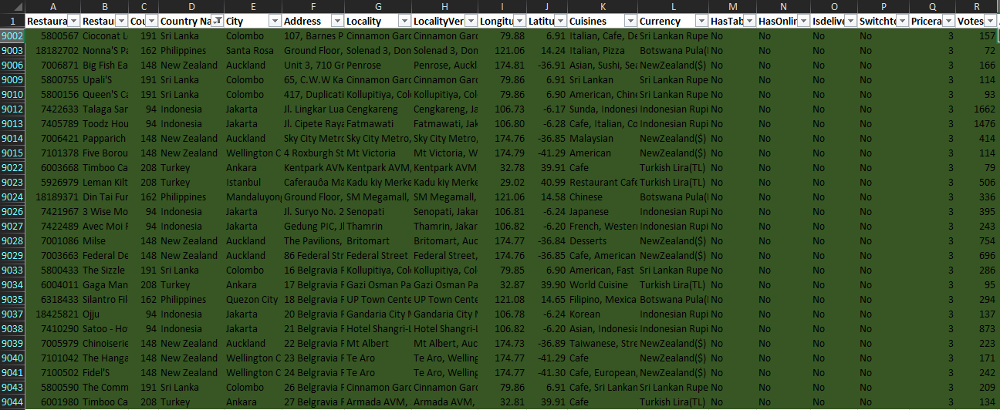 A B C D E F G H I J K L M N O P Q R
1 Restaura Restau Cou Country Na City Address Locality LocalityVer Longitu Latitu Cuisines Currency HasTab HasOnlin Isdelive Switchto Pricera Votes
9002 5800567 Cioconat L 191 Sri Lanka Colombo 107, Barnes P Cinnamon Gard Cinnamon Gard 79.88 6.91 Italian, Cafe, De Sri Lankan Rupe No No No No 3 157
9003 18182702 Nonna'S Pa 162 Philippines Santa Rosa Ground Floor, Solenad 3, Don Solenad 3, Don 121.06 14.24 Italian, Pizza Botswana Pula( No No No No 3 72
9006 7006871 Big Fish Ea 148 New Zealand Auckland Unit 3, 710 Gr Penrose Penrose, Auckl 174.81 -36.91 Asian, Sushi, Sea NewZealand($) No No No No 3 166
9009 5800755 Upali'S 191 Sri Lanka Colombo 65, C.W.W Ka Cinnamon Gard Cinnamon Gard 79.86 6.91 Sri Lankan Sri Lankan Rupe No No No No 3 114
9010 5800156 Queen'S Ca 191 Sri Lanka Colombo 417, Duplicati Kollupitiya, Col Kollupitiya, Col 79.86 6.90 American, Chin Sri Lankan Rupe No No No No 3 93
9012 7422633 Talaga Sar 94 Indonesia Jakarta Jl. Lingkar Lua Cengkareng Cengkareng, Ja 106.73 -6.17 Sunda, Indonesi Indonesian Rupi No No No No 3 1662
9013 7405789 Toodz Hou 94 Indonesia Jakarta Jl. Cipete Raya Fatmawati Fatmawati, Jak 106.80 -6.28 Cafe, Italian, Co Indonesian Rupi No No No No 3 1476
9014 7006421 Papparich 148 New Zealand Auckland Sky City Metro Sky City Metro, Sky City Metro, 174.76 -36.85 Malaysian NewZealand($) No No No No 3 414
9015 7101378 Five Borou 148 New Zealand Wellington C 4 Roxburgh St Mt Victoria Mt Victoria, W 174.79 -41.29 American NewZealand($) No No No No 3 114
9022 6003668 Timboo Ca 208 Turkey Ankara Kentpark AVM Kentpark AVM, Kentpark AVM, 32.78 39.91 Cafe Turkish Lira(TL) No No No No 3 79
9023 5926979 Leman Kilt 208 Turkey Istanbul Caferauôa Ma Kadu kiy Merke Kadu kiy Merke 29.02 40.99 Restaurant Cafe Turkish Lira(TL) No No No No 3 506
9024 18189371 Din Tai Fur 162 Philippines Mandaluyong Ground Floor, SM Megamall, SM Megamall, 121.06 14.58 Chinese Botswana Pula( No No No No 3 336
9026 7421967 3 Wise Mo 94 Indonesia Jakarta Jl. Suryo No. 2 Senopati Senopati, Jakar 106.81 -6.24 Japanese Indonesian Rupi No No No No 3 395
9027 7422489 Avec Moi F 94 Indonesia Jakarta Gedung PIC, Jl Thamrin Thamrin, Jakar 106.82 -6.20 French, Western Indonesian Rupi No No No No 3 243
9028 7001086 Milse 148 New Zealand Auckland The Pavilions, Britomart Britomart, Auc 174.77 -36.84 Desserts NewZealand($) No No No No 3 754
9029 7003663 Federal De 148 New Zealand Auckland 86 Federal Str Federal Street Federal Street, 174.76 -36.85 Cafe, American NewZealand($) No No No No 3 696
9033 5800433 The Sizzle 191 Sri Lanka Colombo 16 Belgravia F Kollupitiya, Col Kollupitiya, Col 79.85 6.90 American, Fast Sri Lankan Rupe No No No No 3 286
9034 6004011 Gaga Man 208 Turkey Ankara 17 Belgravia F Gazi Osman Pa Gazi Osman Pa 32.87 39.90 World Cuisine Turkish Lira(TL) No No No No 3 95
9035 6318433 Silantro Fil 162 Philippines Quezon City 18 Belgravia F UP Town Cente UP Town Cente 121.08 14.65 Filipino, Mexica Botswana Pula( No No No No 3 294
9037 18425821 Ojju 94 Indonesia Jakarta 20 Belgravia F Gandaria City M Gandaria City M 106.78 -6.24 Korean Indonesian Rupi No No No No 3 137
9038 7410290 Satoo - Ho 94 Indonesia Jakarta 21 Belgravia F Hotel Shangri-L Hotel Shangri-L 106.82 -6.20 Asian, Indonesia Indonesian Rupi No No No No 3 873
9039 7005979 Chinoiserie 148 New Zealand Auckland 22 Belgravia F Mt Albert Mt Albert, Auc 174.73 -36.89 Taiwanese, Stre NewZealand($) No No No No 3 223
9040 7101042 The Hanga 148 New Zealand Wellington C 23 Belgravia F Te Aro Te Aro, Welling 174.77 -41.29 Cafe NewZealand($) No No No No 3 171
9041 7100502 Fidel'S 148 New Zealand Wellington C 24 Belgravia F Te Aro Te Aro, Welling 174.77 -41.30 Cafe, European, NewZealand($) No No No No 3 242
9043 5800590 The Comm 191 Sri Lanka Colombo 26 Belgravia F Cinnamon Gard Cinnamon Gard 79.86 6.91 Cafe, Sri Lankan Sri Lankan Rupe No No No No 3 209
9044 6001980 Timboo Ca 208 Turkey Ankara 27 Belgravia F Armada AVM, Armada AVM, 32.81 39.91 Cafe Turkish Lira(TL) No No No No 3 134